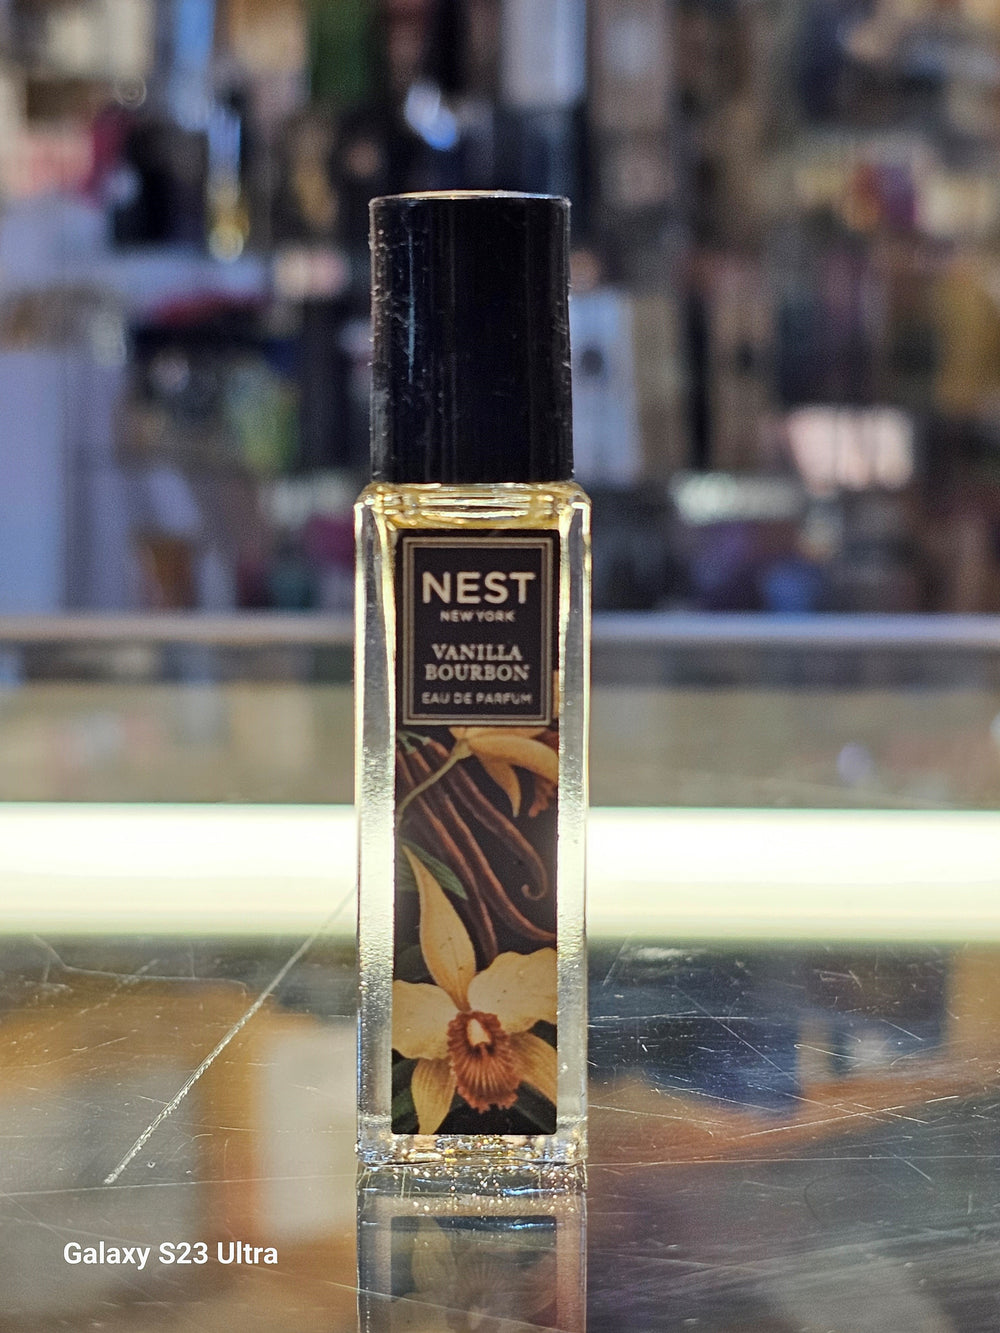 NEST
NEW YORK
VANILLA
BOURBON
EAU DE PARFUM
Galaxy S23 Ultra